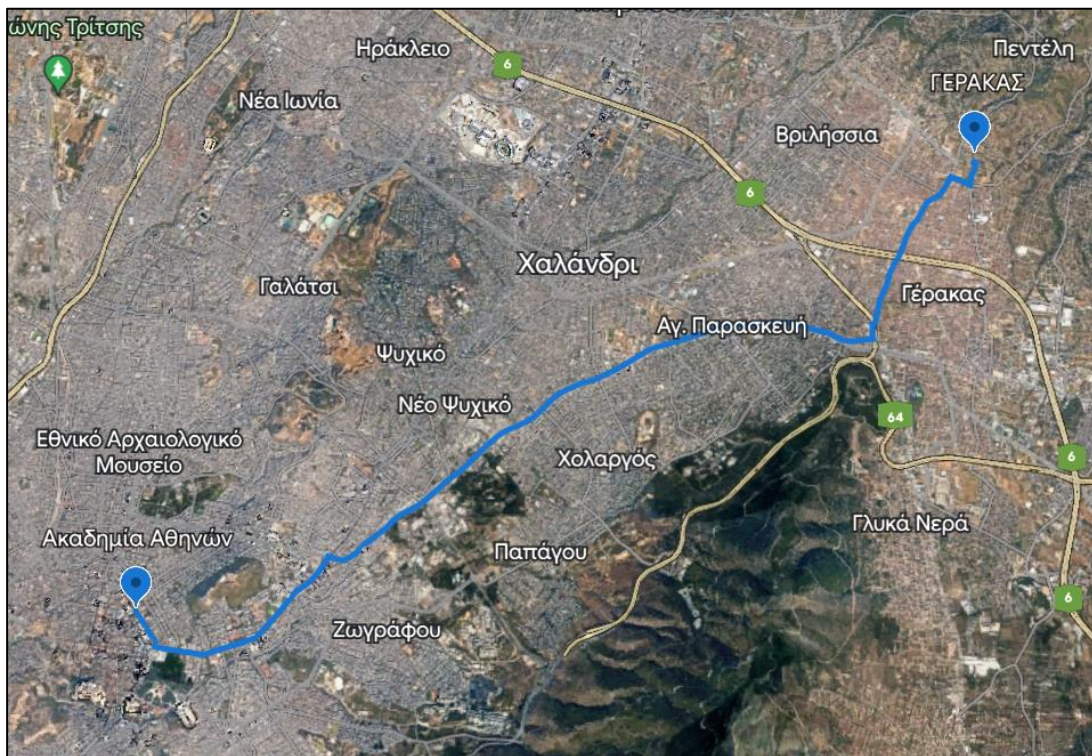 ώνης Τρίτσης
Ηράκλειο
6
Πεντέλη
ΓΕΡΑΚΑΣ
Νέα Ιωνία
Βριλήσσια
6
Χαλάνδρι
Γαλάτσι
Γέρακας
Αγ. Παρασκευή
Ψυχικό
Νέο Ψυχικό
64
Εθνικό Αρχαιολογικό
Μουσείο
Χολαργός
6
Γλυκά Νερά
Ακαδημία Αθηνών
Παπάγου
6
Ζωγράφου